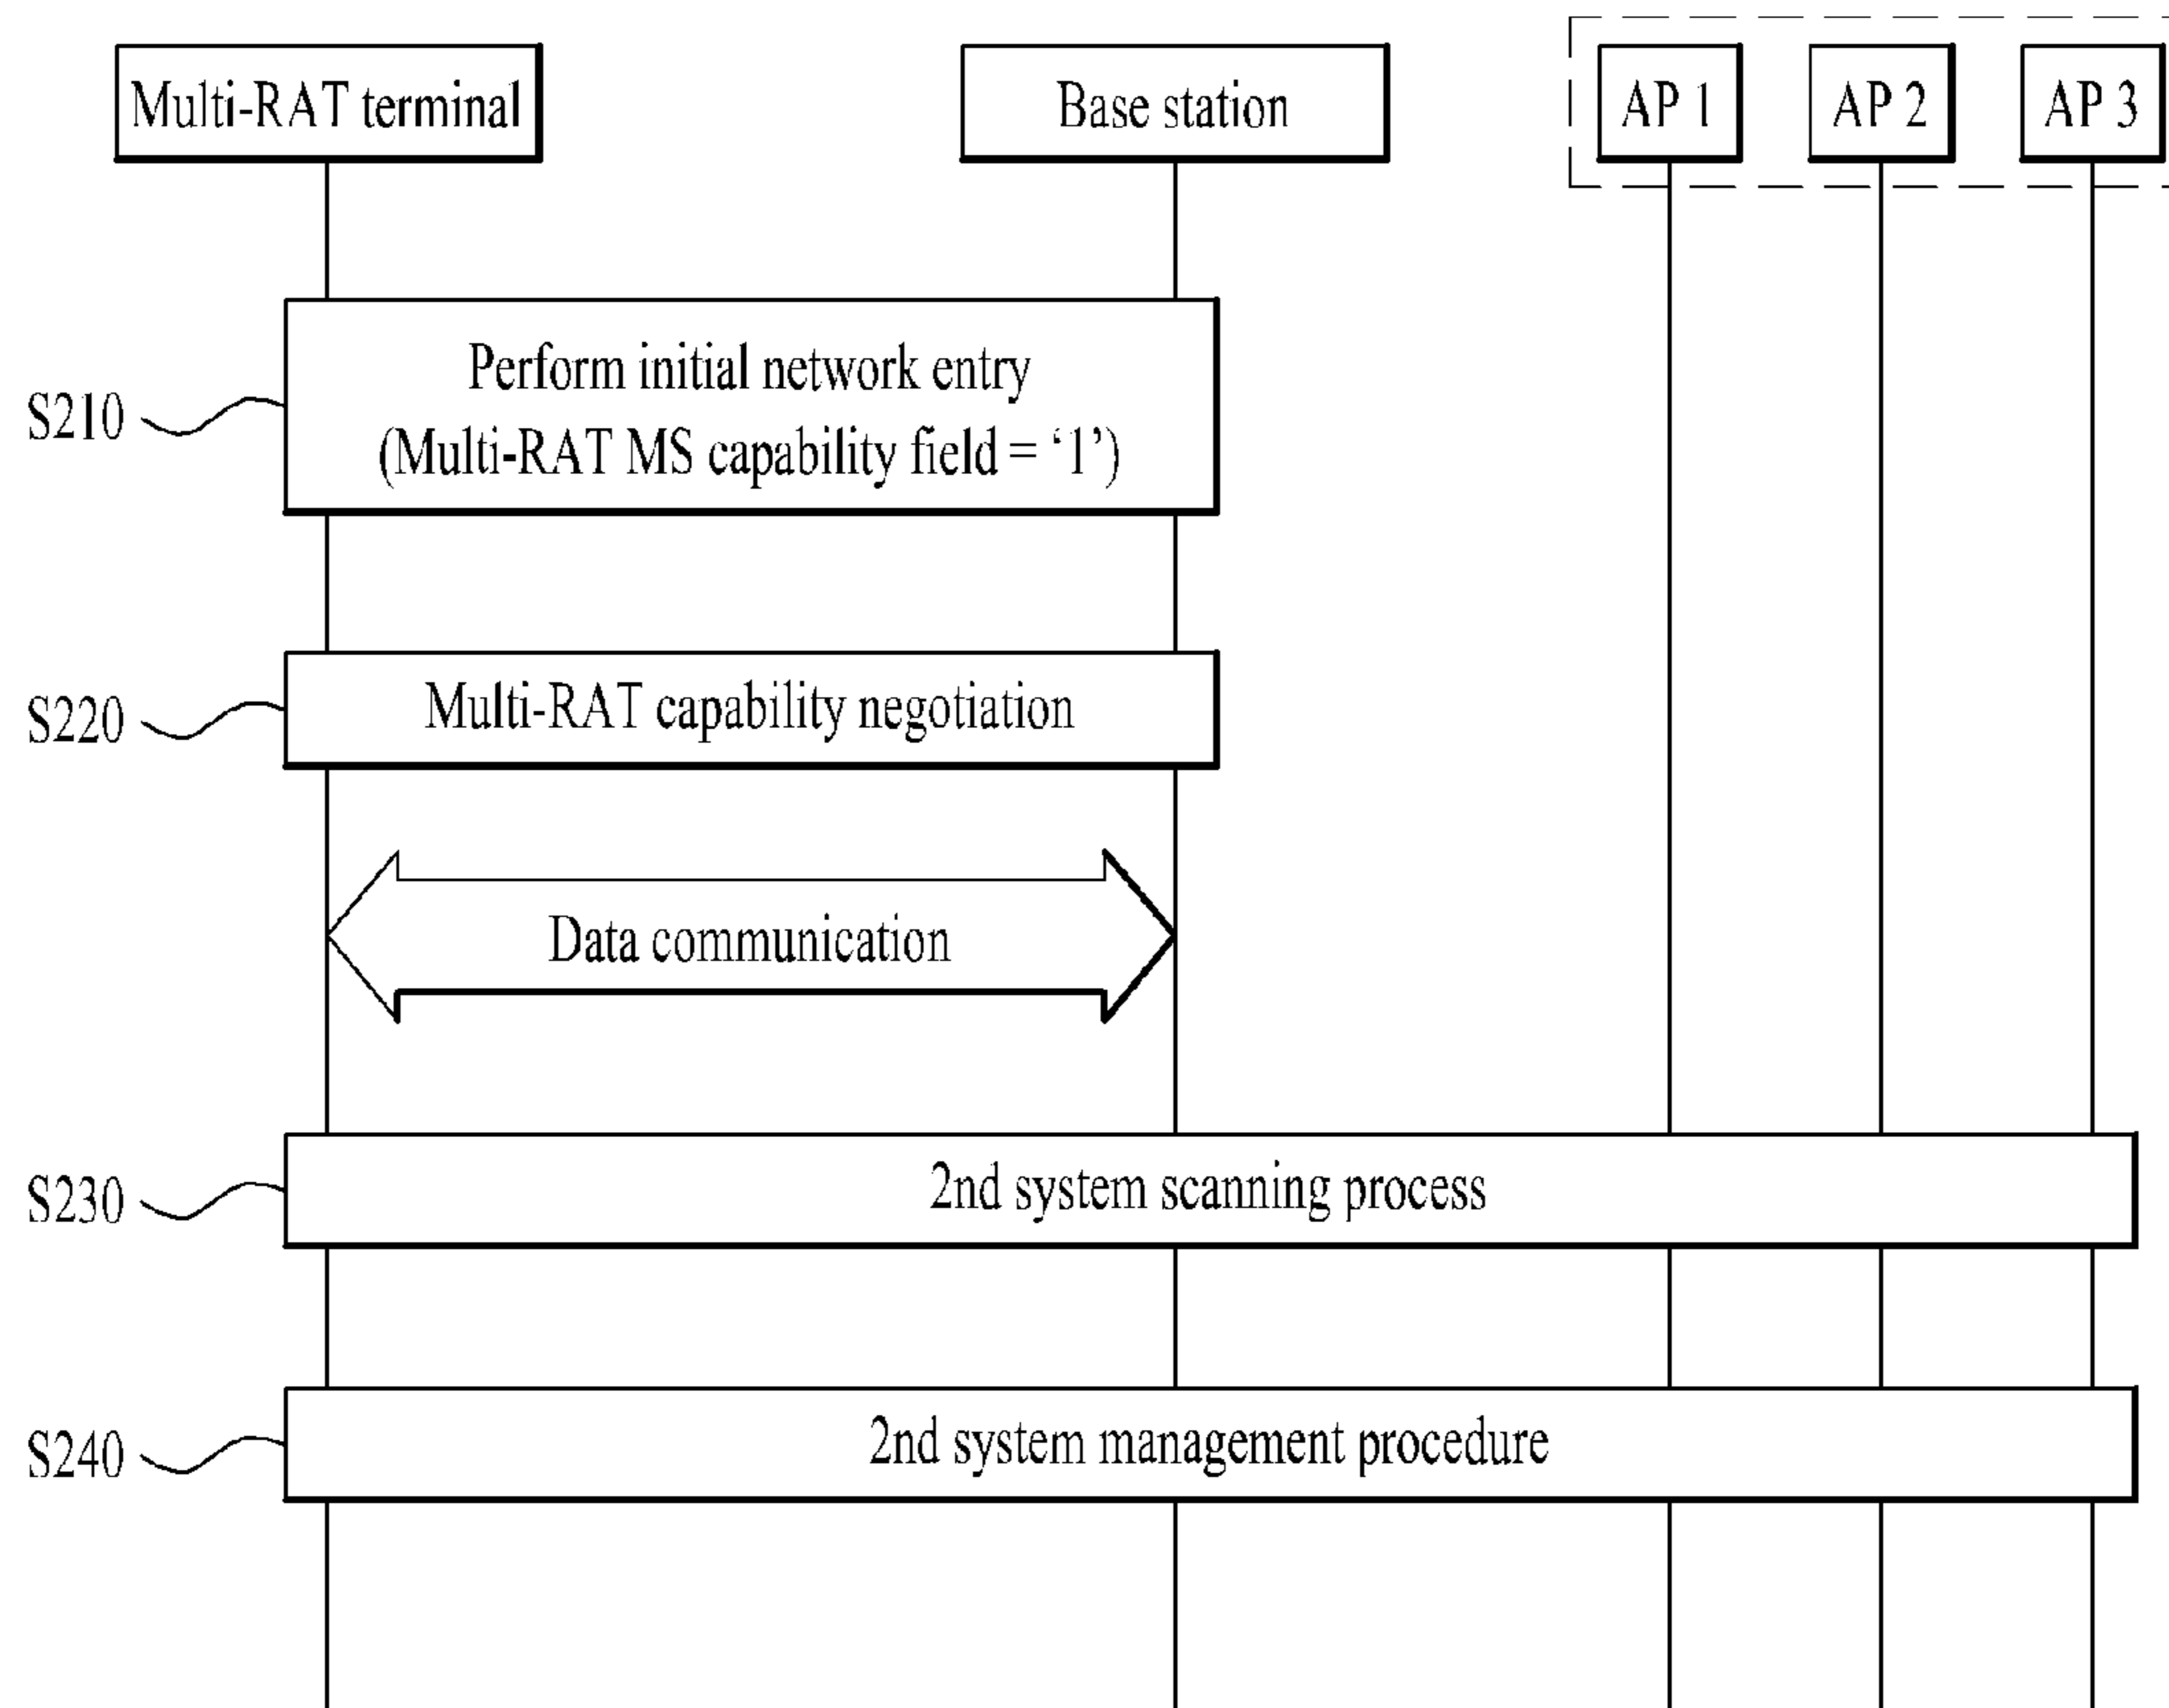 Multi-RAT terminal
Base station
AP 1
AP 2
AP 3
S210
Perform initial network entry
(Multi-RAT MS capability field = ‘1’)
S220
Multi-RAT capability negotiation
Data communication
S230
2nd system scanning process
S240
2nd system management procedure